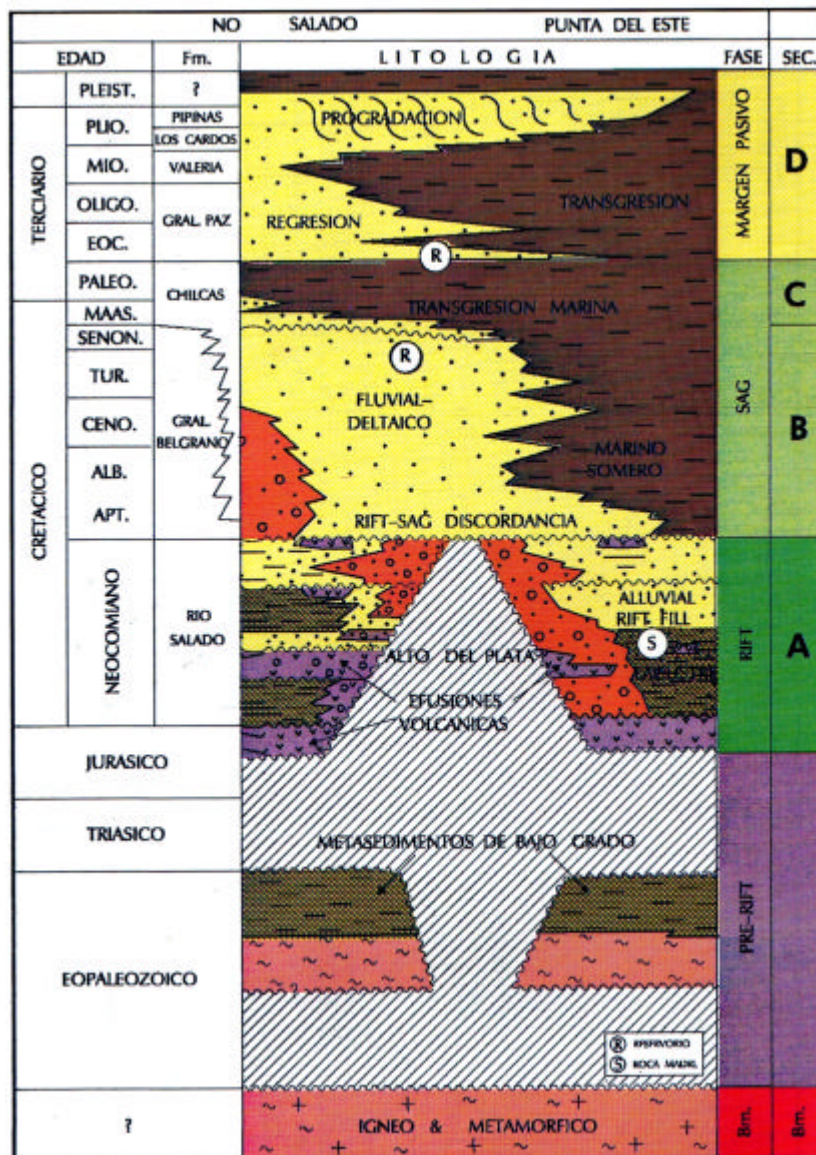 NO SALADO PUNTA DEL ESTE
EDAD Fm. LITOLOGIA FASE SEC.
PLEIST. ?
TERCIARIO
PLIO. PIPINAS
LOS CARDOS
PROGRADACION
MIO. VALERIA
OLIGO.
GRAL. PAZ
EOC.
REGRESION
TRANSGRESION
R
MARGEN PASIVO
D
PALEO.
CHILCAS
TRANSGRESION MARINA
C
CRETACICO
MAAS.
SENON.
R
TUR.
CENO.
GRAL.
BELGRANO
FLUVIAL-
DELTAICO
MARINO
SOMERO
SAG
B
ALB.
APT.
RIFT-SAG DISCORDANCIA
NEOCOMIANO
RIO
SALADO
ALLUVIAL
RIFT FILL
S
ALTO DEL PLATA
EFUSIONES
VOLCANICAS
RIFT
A
JURASICO
TRIASICO
METASEDIMENTOS DE BAJO GRADO
EOPALEOZOICO
PRE-RIFT
R RESERVORIO
S ROCA MADRE
?
IGNEO & METAMORFICO
Bm.
Bm.